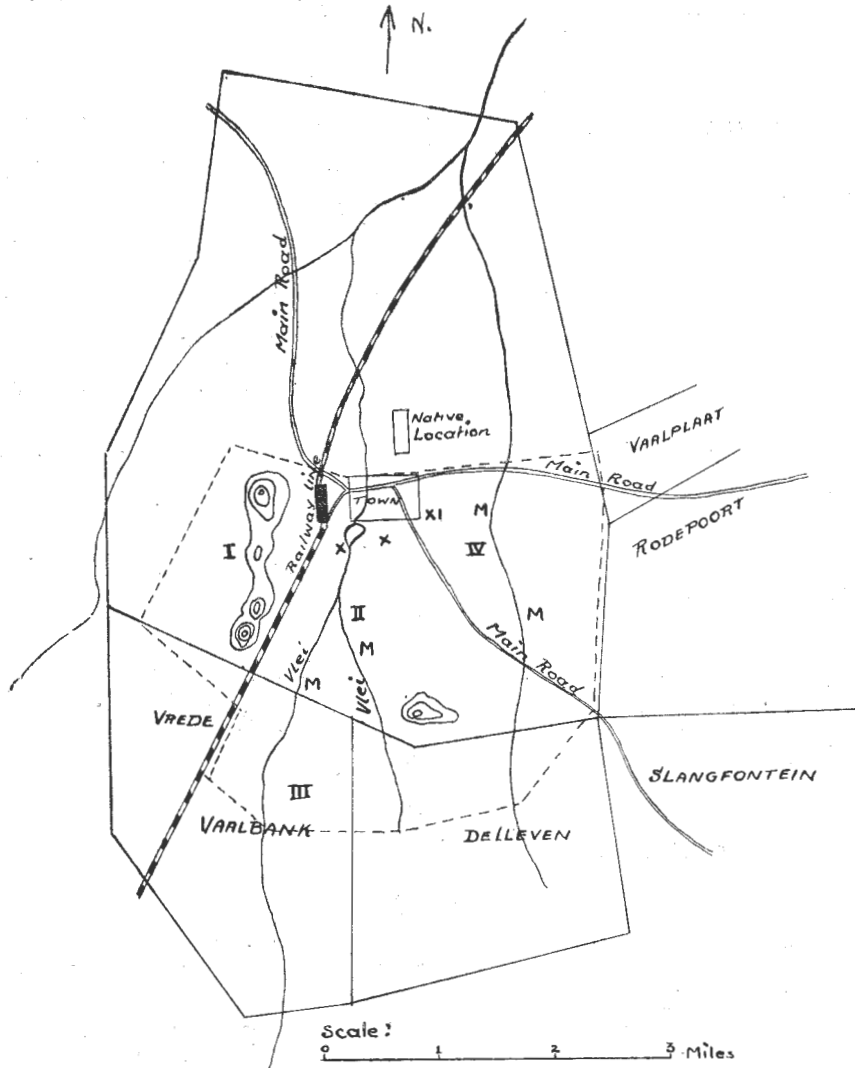 N.
Main Road
Native.
Location
VAALPLAAT
Main Road
RODEPOORT
Railway Line
TOWN
XI
M
X
X
I
IV
II
M
M
Main Road
Vlei
M
Vlei
VREDE
SLANGFONTEIN
III
VAALBANK
DELLEVEN
Scale:
0 1 2 3 Miles